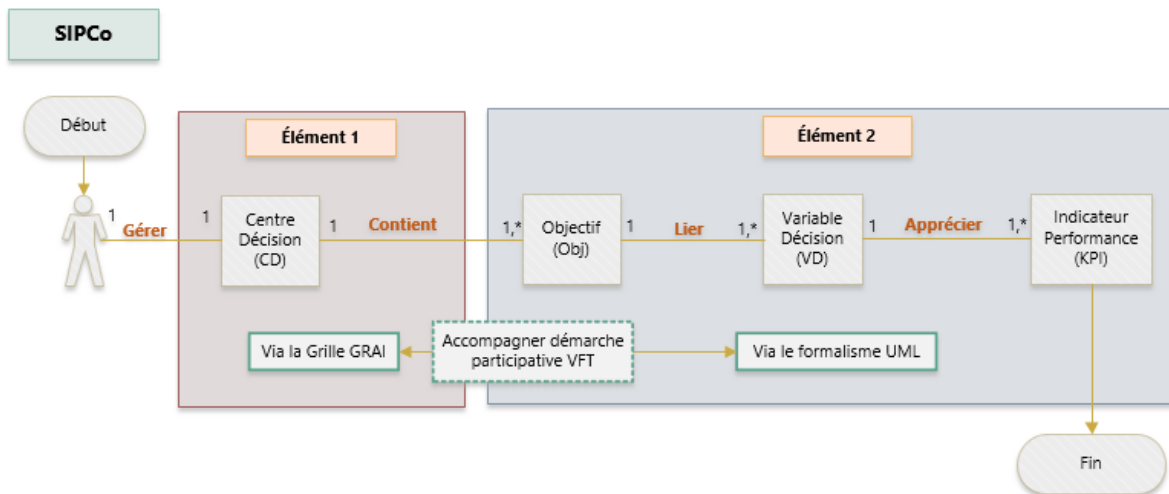 SIPCo
Début
Élément 1
Élément 2
1
Gérer
1
Centre
Décision
(CD)
1
Contient
1,*
Objectif
(Obj)
1
Lier
1,*
Variable
Décision
(VD)
1
Apprécier
1,*
Indicateur
Performance
(KPI)
Via la Grille GRAI
Accompagner démarche
participative VFT
Via le formalisme UML
Fin